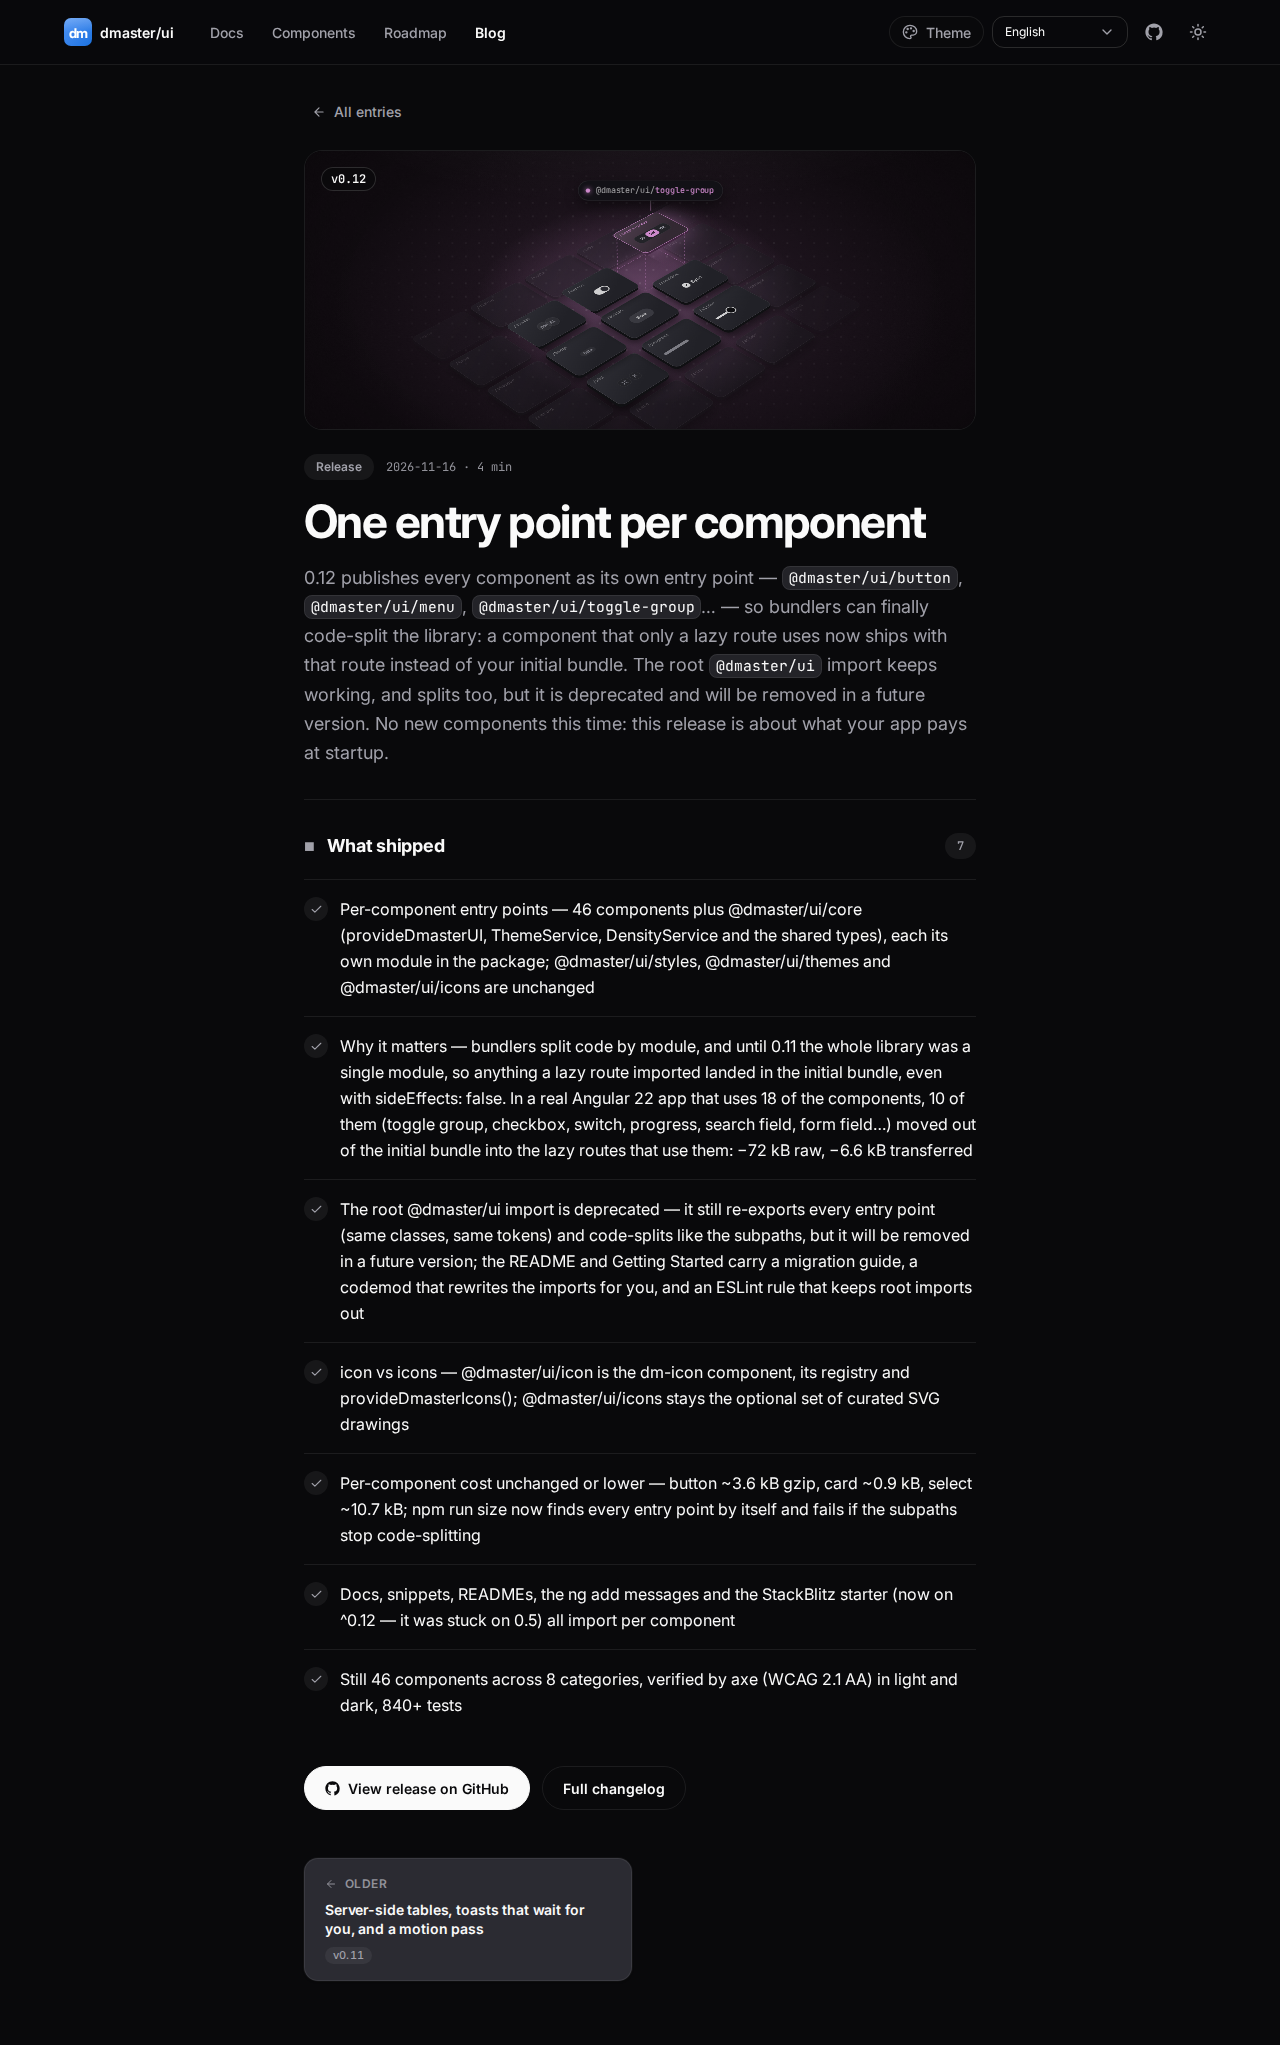 dm dmaster/ui Docs Components Roadmap Blog Theme English
All entries
v0.12
@dmaster/ui/toggle-group
Release 2026-11-16 · 4 min
One entry point per component
0.12 publishes every component as its own entry point — @dmaster/ui/button,
@dmaster/ui/menu, @dmaster/ui/toggle-group… — so bundlers can finally
code-split the library: a component that only a lazy route uses now ships with
that route instead of your initial bundle. The root @dmaster/ui import keeps
working, and splits too, but it is deprecated and will be removed in a future
version. No new components this time: this release is about what your app pays
at startup.
What shipped 7
Per-component entry points — 46 components plus @dmaster/ui/core
(provideDmasterUI, ThemeService, DensityService and the shared types), each its
own module in the package; @dmaster/ui/styles, @dmaster/ui/themes and
@dmaster/ui/icons are unchanged
Why it matters — bundlers split code by module, and until 0.11 the whole library was a
single module, so anything a lazy route imported landed in the initial bundle, even
with sideEffects: false. In a real Angular 22 app that uses 18 of the components, 10 of
them (toggle group, checkbox, switch, progress, search field, form field…) moved out
of the initial bundle into the lazy routes that use them: −72 kB raw, −6.6 kB transferred
The root @dmaster/ui import is deprecated — it still re-exports every entry point
(same classes, same tokens) and code-splits like the subpaths, but it will be removed
in a future version; the README and Getting Started carry a migration guide, a
codemod that rewrites the imports for you, and an ESLint rule that keeps root imports
out
icon vs icons — @dmaster/ui/icon is the dm-icon component, its registry and
provideDmasterIcons(); @dmaster/ui/icons stays the optional set of curated SVG
drawings
Per-component cost unchanged or lower — button ~3.6 kB gzip, card ~0.9 kB, select
~10.7 kB; npm run size now finds every entry point by itself and fails if the subpaths
stop code-splitting
Docs, snippets, READMEs, the ng add messages and the StackBlitz starter (now on
^0.12 — it was stuck on 0.5) all import per component
Still 46 components across 8 categories, verified by axe (WCAG 2.1 AA) in light and
dark, 840+ tests
View release on GitHub Full changelog
OLDER
Server-side tables, toasts that wait for
you, and a motion pass
v0.11